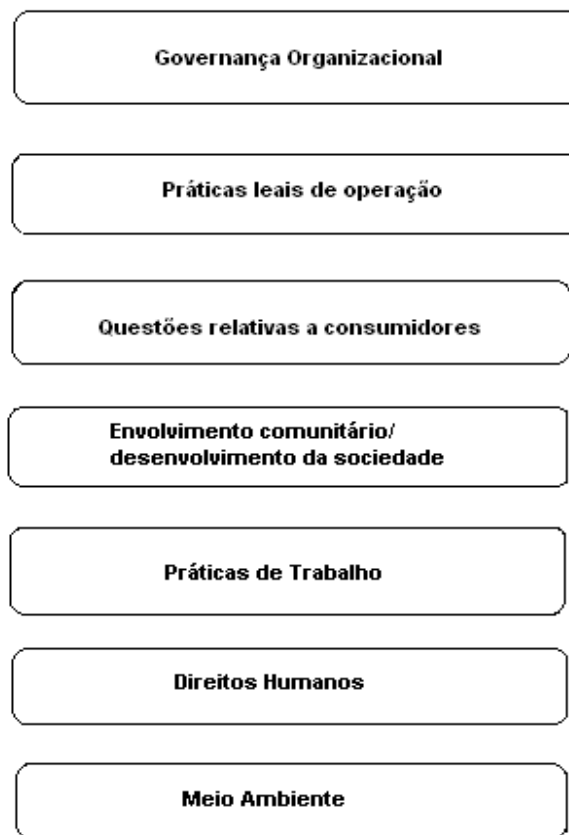 Governança Organizacional
Práticas leais de operação
Questões relativas a consumidores
Envolvimento comunitário/
desenvolvimento da sociedade
Práticas de Trabalho
Direitos Humanos
Meio Ambiente